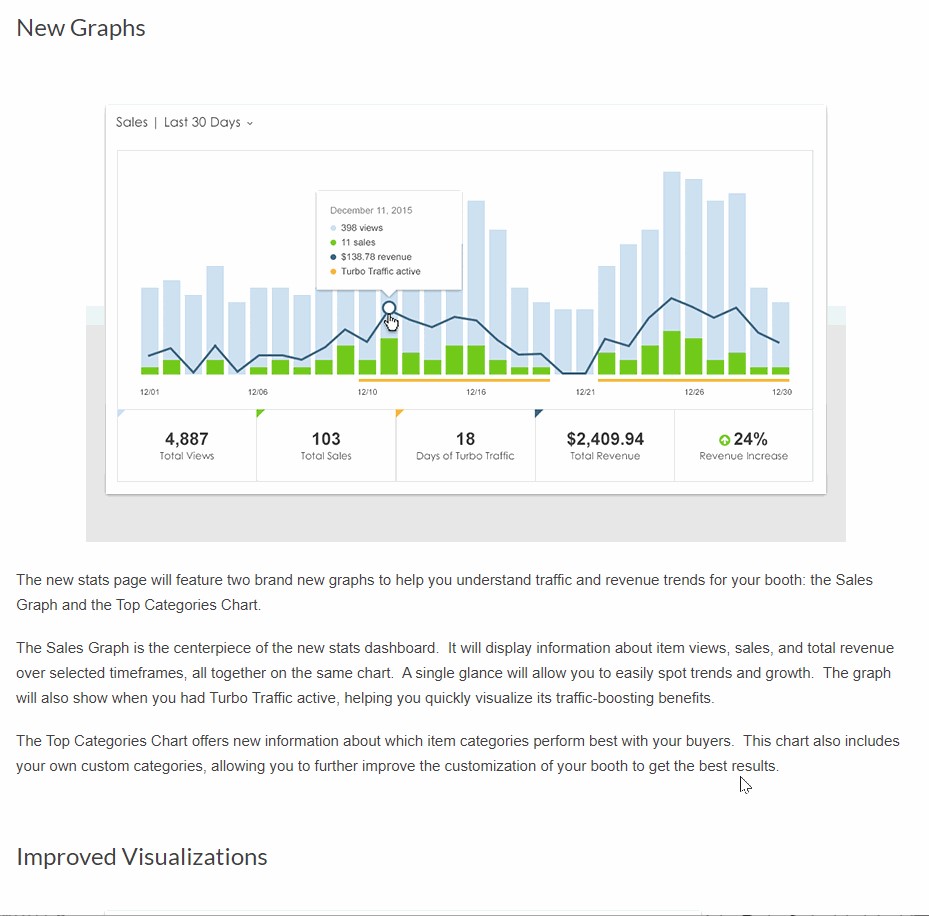 New Graphs
Sales | Last 30 Days
December 11, 2015
398 views
11 sales
$138.78 revenue
Turbo Traffic active
12/01 12/06 12/10 12/16 12/21 12/26 12/30
4,887 103 18 $2,409.94 24%
Total Views Total Sales Days of Turbo Traffic Total Revenue Revenue Increase
The new stats page will feature two brand new graphs to help you understand traffic and revenue trends for your booth: the Sales
Graph and the Top Categories Chart.
The Sales Graph is the centerpiece of the new stats dashboard.  It will display information about item views, sales, and total revenue
over selected timeframes, all together on the same chart.  A single glance will allow you to easily spot trends and growth.  The graph
will also show when you had Turbo Traffic active, helping you quickly visualize its traffic-boosting benefits.
The Top Categories Chart offers new information about which item categories perform best with your buyers.  This chart also includes
your own custom categories, allowing you to further improve the customization of your booth to get the best results.
Improved Visualizations